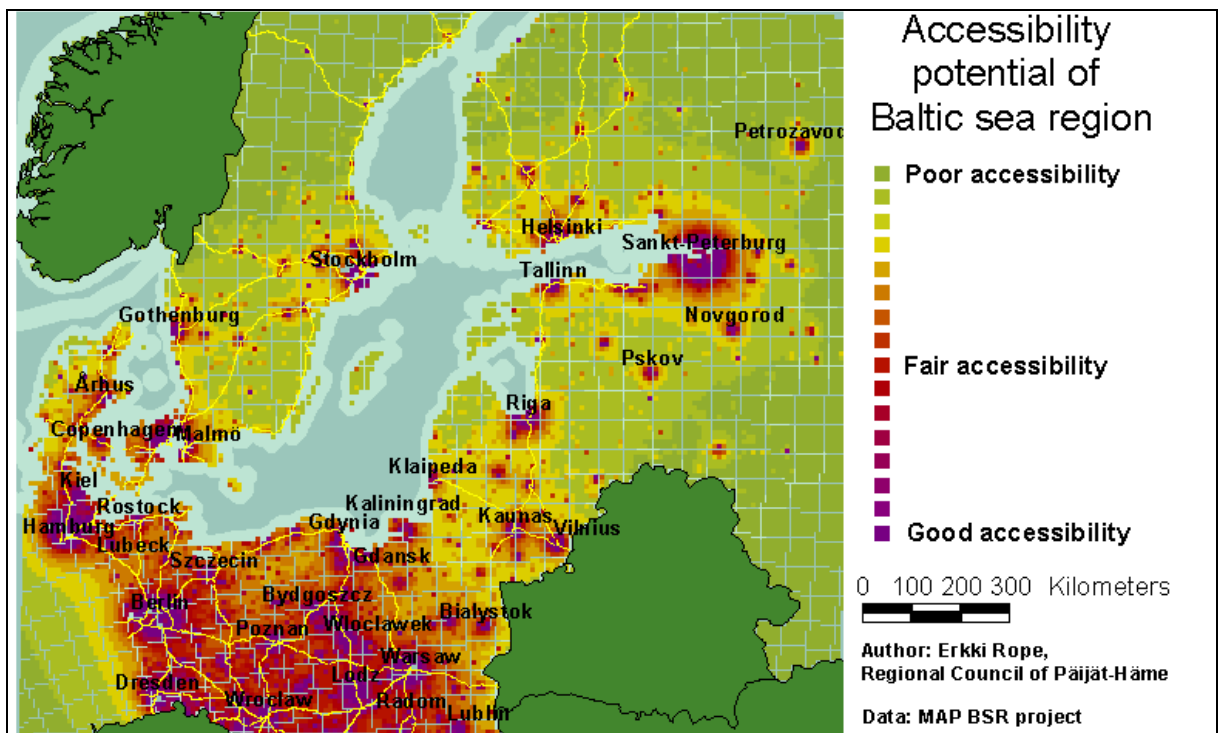 Accessibility
potential of
Baltic sea region
Poor accessibility
Fair accessibility
Good accessibility
0 100 200 300 Kilometers
Author: Erkki Rope,
Regional Council of Päijät-Häme
Data: MAP BSR project
Petrozavod
Helsinki
Sankt-Peterburg
Stockholm
Tallinn
Gothenburg
Novgorod
Pskov
Århus
Riga
Copenhagen
Malmö
Klaipeda
Kiel
Rostock
Kaliningrad
Hamburg
Gdynia
Kaunas
Vilnius
Lübeck
Gdansk
Szczecin
Berlin
Bydgoszcz
Bialystok
Poznan
Wloclawek
Warsaw
Dresden
Lodz
Wroclaw
Radom
Lublin